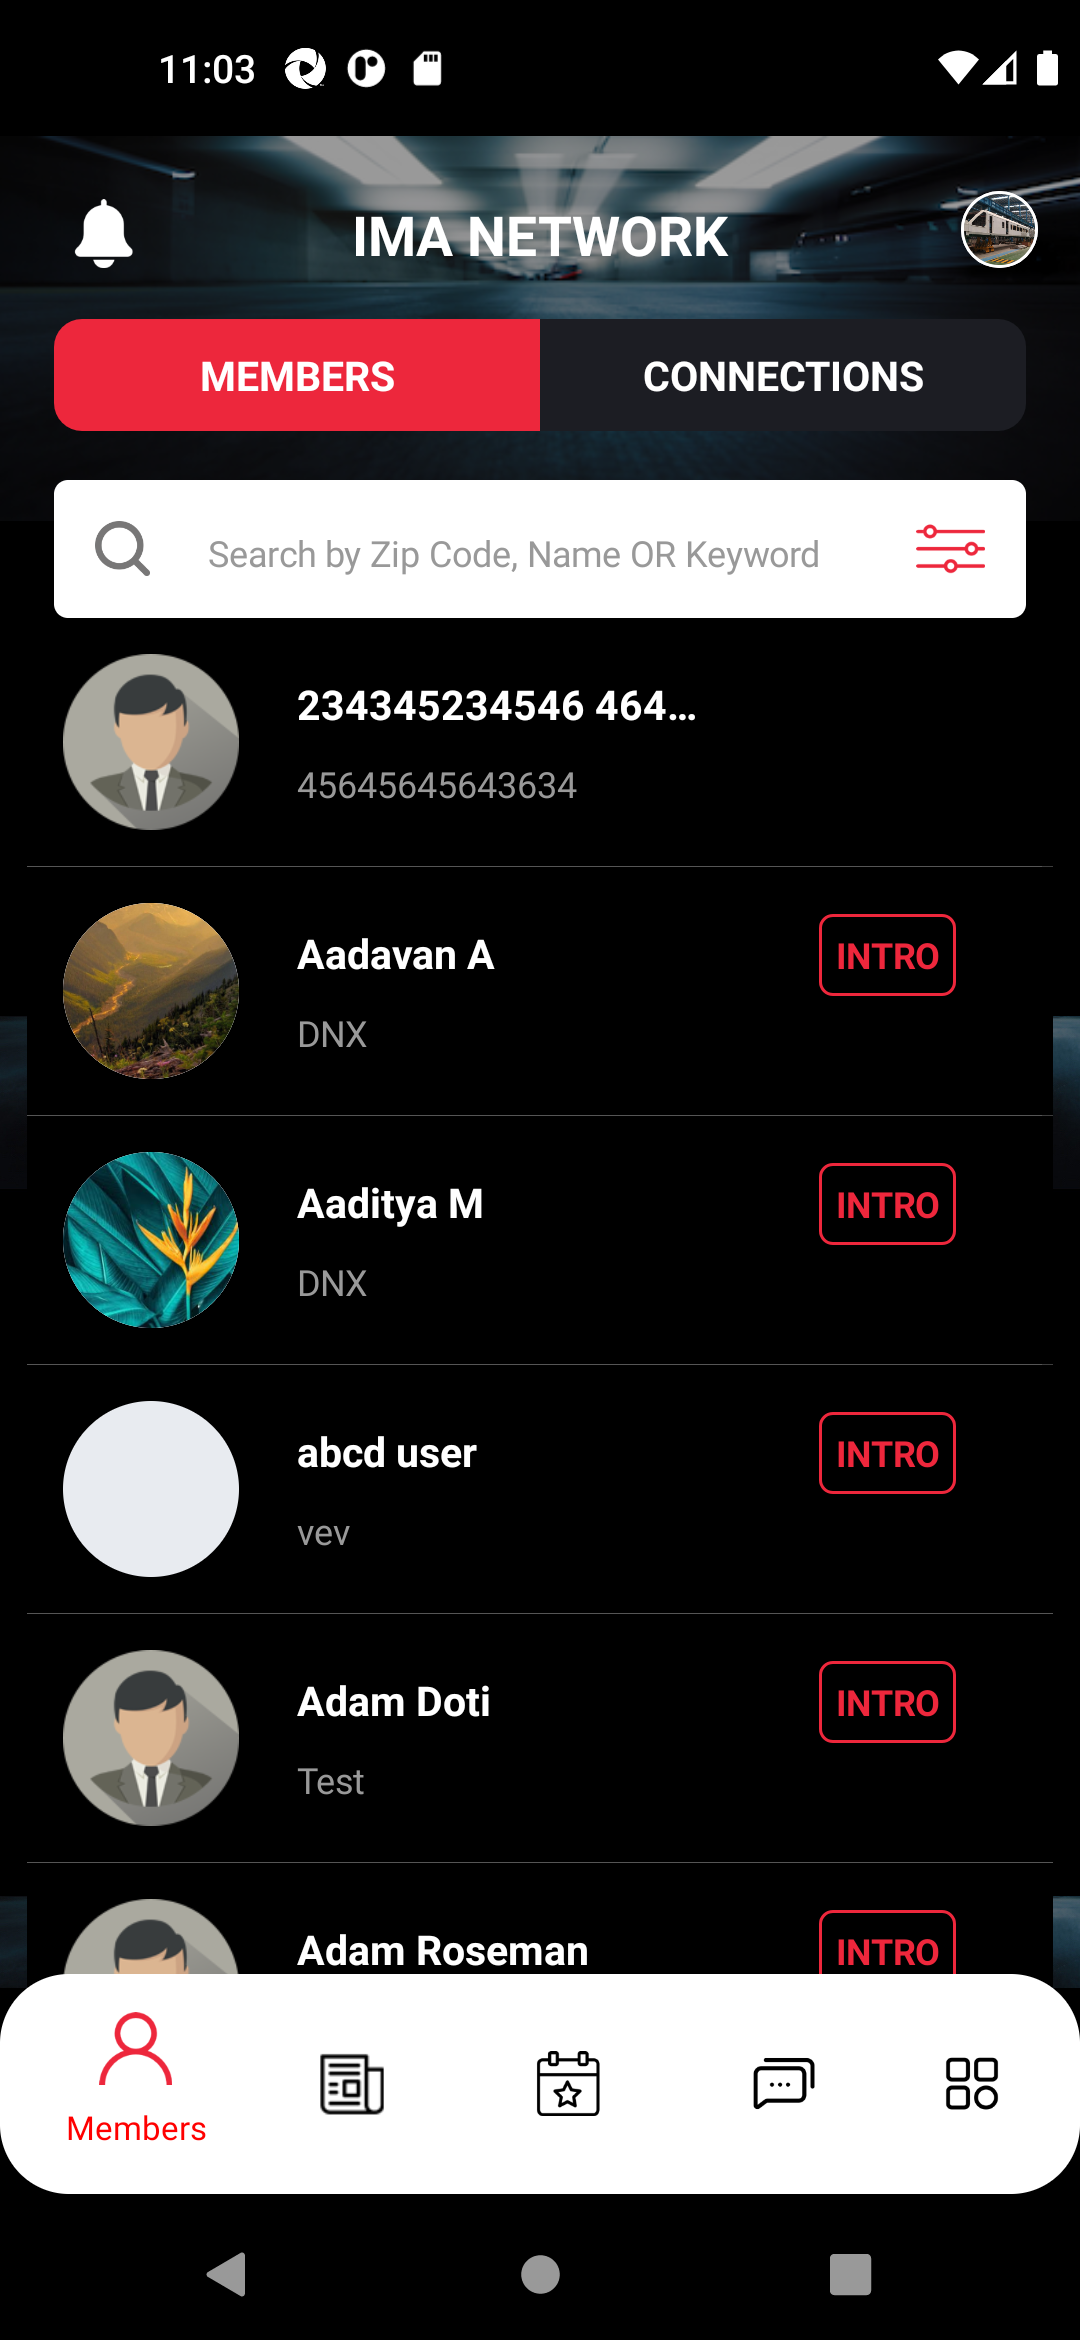 11:03
IMA NETWORK
MEMBERS
CONNECTIONS
Search by Zip Code, Name OR Keyword
234345234546 464…
45645645643634
Aadavan A
INTRO
DNX
Aaditya M
INTRO
DNX
abcd user
INTRO
vev
Adam Doti
INTRO
Test
Adam Roseman
INTRO
Members